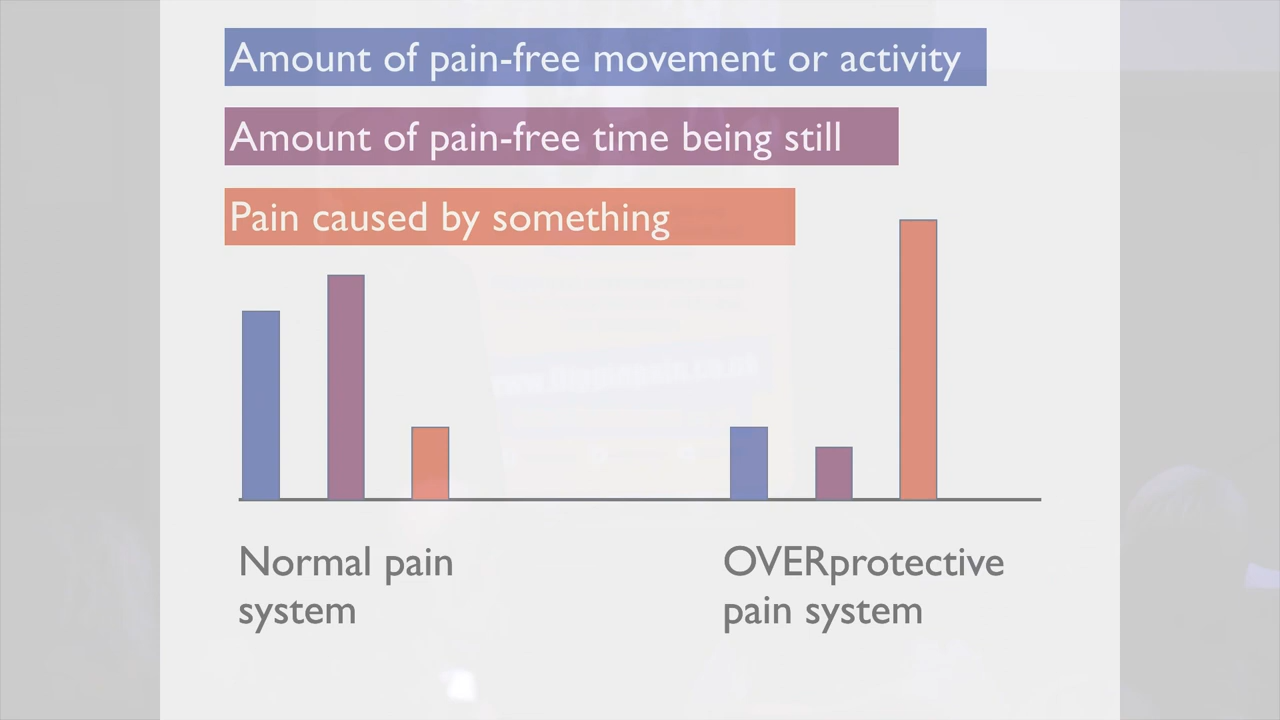 Amount of pain-free movement or activity
Amount of pain-free time being still
Pain caused by something
Normal pain
system
OVERprotective
pain system